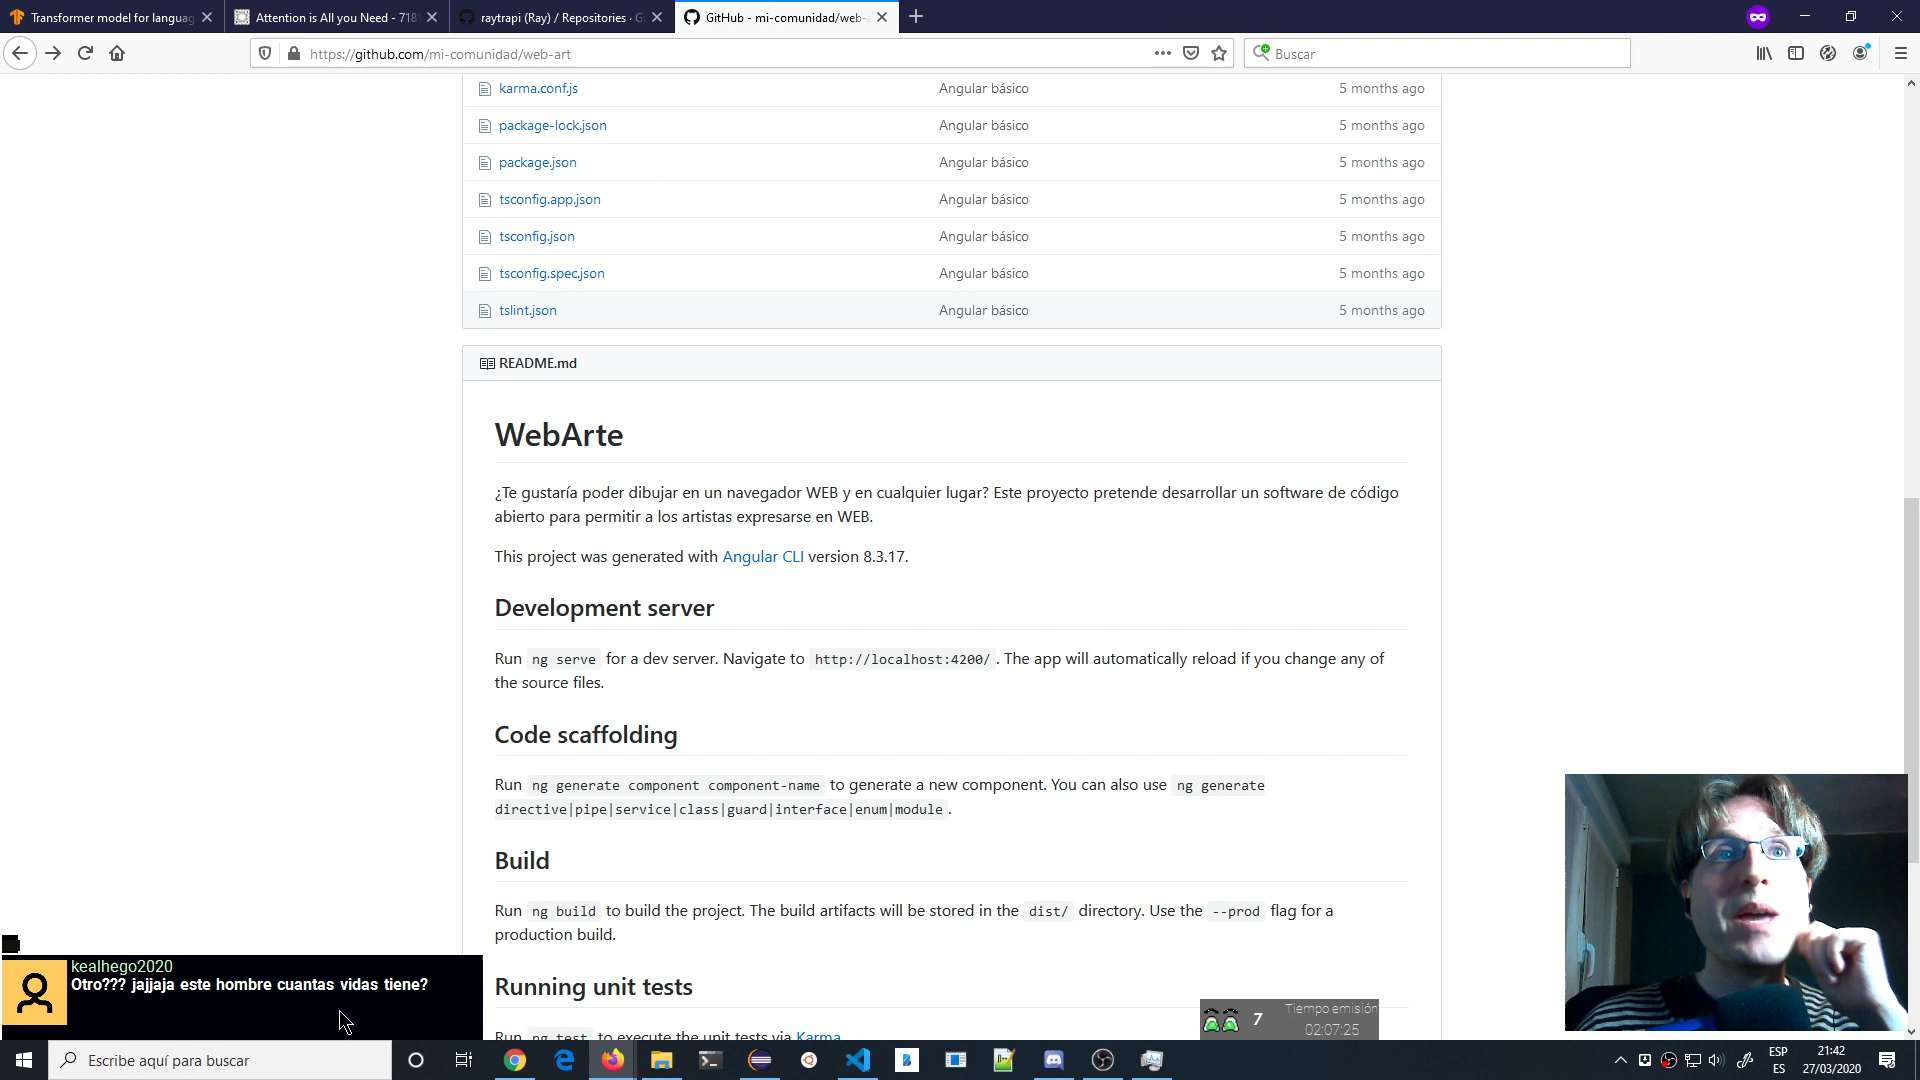 Transformer model for languag
Attention is All you Need - 718
raytrapi (Ray) / Repositories · G
GitHub - mi-comunidad/web-a
https://github.com/mi-comunidad/web-art
Buscar
karma.conf.js Angular básico 5 months ago
package-lock.json Angular básico 5 months ago
package.json Angular básico 5 months ago
tsconfig.app.json Angular básico 5 months ago
tsconfig.json Angular básico 5 months ago
tsconfig.spec.json Angular básico 5 months ago
tslint.json Angular básico 5 months ago
README.md
WebArte
¿Te gustaría poder dibujar en un navegador WEB y en cualquier lugar? Este proyecto pretende desarrollar un software de código
abierto para permitir a los artistas expresarse en WEB.
This project was generated with Angular CLI version 8.3.17.
Development server
Run ng serve for a dev server. Navigate to http://localhost:4200/ . The app will automatically reload if you change any of
the source files.
Code scaffolding
Run ng generate component component-name to generate a new component. You can also use ng generate
directive|pipe|service|class|guard|interface|enum|module .
Build
Run ng build to build the project. The build artifacts will be stored in the dist/ directory. Use the --prod flag for a
production build.
Running unit tests
Run ng test to execute the unit tests via Karma
kealhego2020
Otro??? jajjaja este hombre cuantas vidas tiene?
7
Tiempo emisión
02:07:25
Escribe aquí para buscar
ESP
ES
21:42
27/03/2020